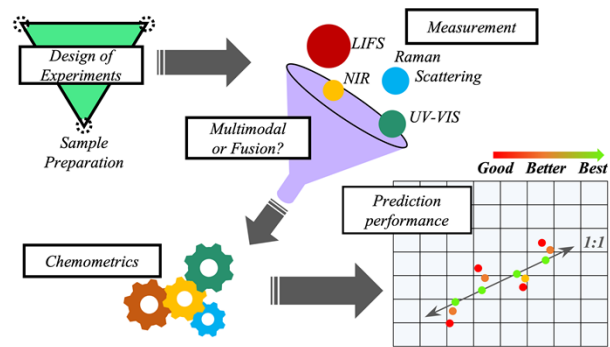 Design of
Experiments
Sample
Preparation
Measurement
LIFS
Raman
Scattering
NIR
UV-VIS
Multimodal
or Fusion?
Chemometrics
Prediction
performance
Good Better Best
1:1